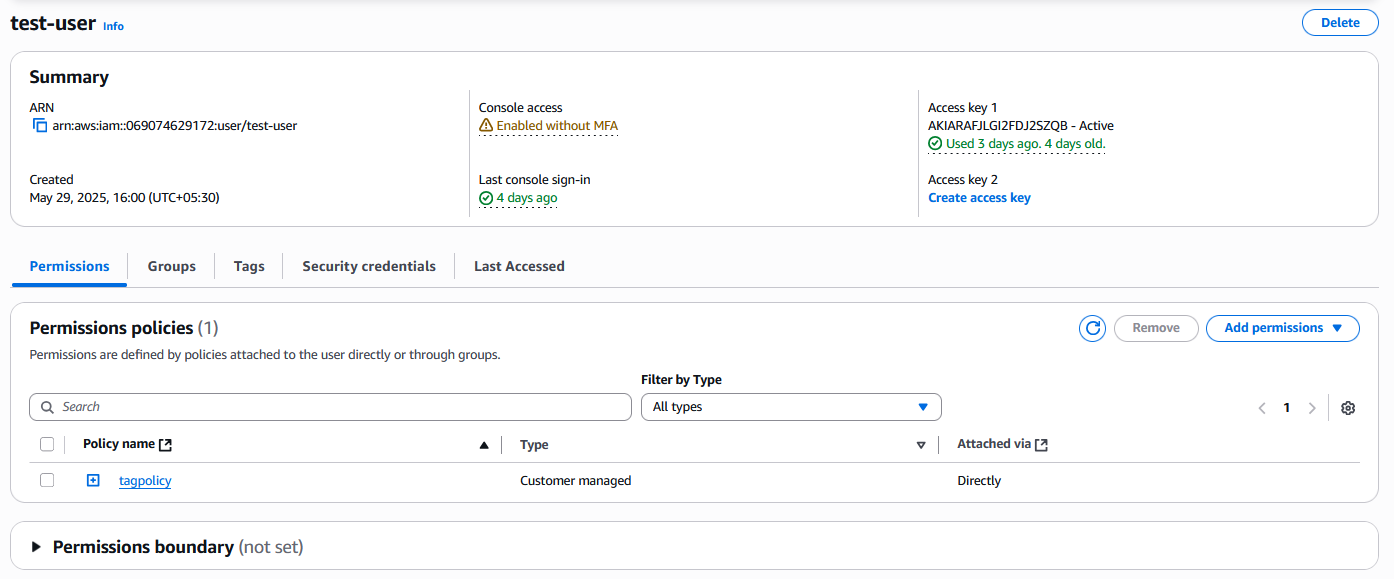 test-user Info
Delete
Summary
ARN
arn:aws:iam::069074629172:user/test-user
Console access
Enabled without MFA
Access key 1
AKIARAFJLGI2FDJ2SZQB - Active
Used 3 days ago. 4 days old.
Created
May 29, 2025, 16:00 (UTC+05:30)
Last console sign-in
4 days ago
Access key 2
Create access key
Permissions Groups Tags Security credentials Last Accessed
Permissions policies (1)
Remove Add permissions
Permissions are defined by policies attached to the user directly or through groups.
Filter by Type
Search
All types
1
Policy name Type Attached via
tagpolicy Customer managed Directly
Permissions boundary (not set)